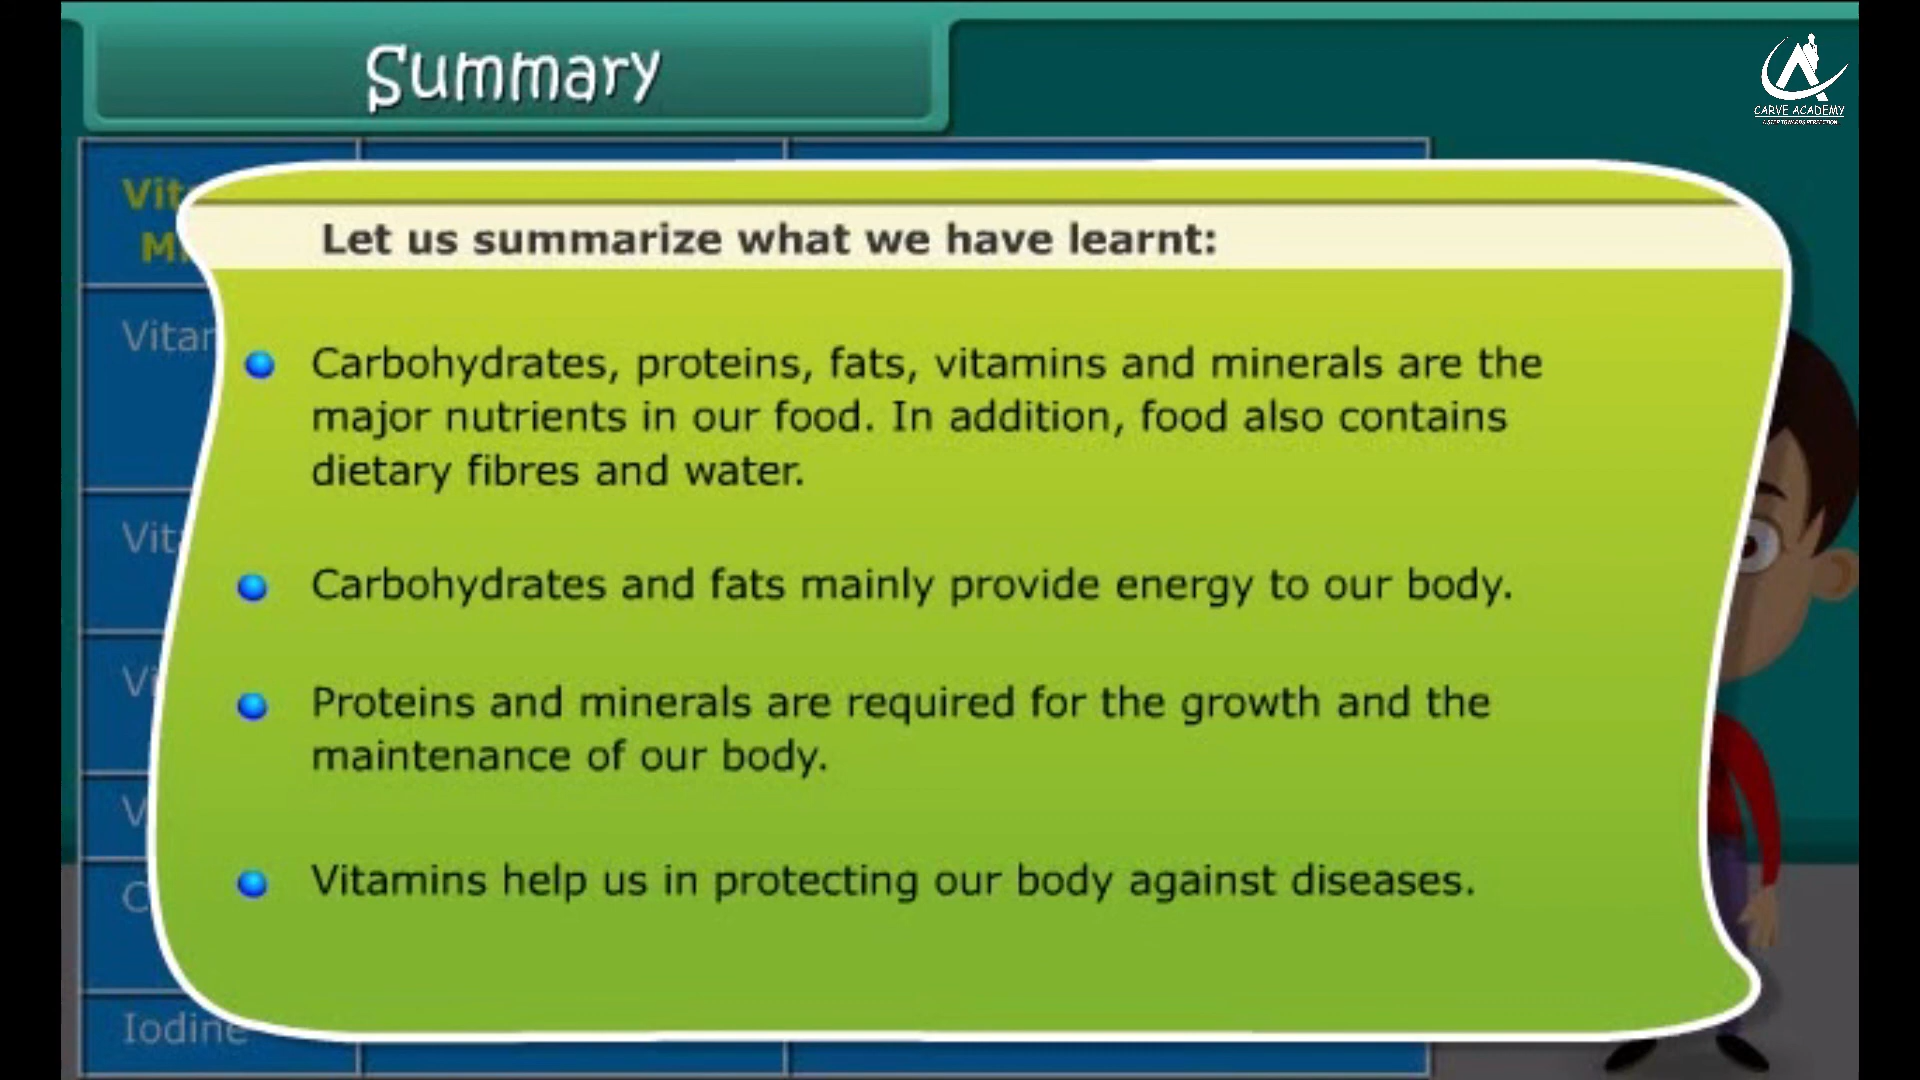 Summary
CARVE ACADEMY
Let us summarize what we have learnt:
Carbohydrates, proteins, fats, vitamins and minerals are the
major nutrients in our food. In addition, food also contains
dietary fibres and water.
Carbohydrates and fats mainly provide energy to our body.
Proteins and minerals are required for the growth and the
maintenance of our body.
Vitamins help us in protecting our body against diseases.
Iodine